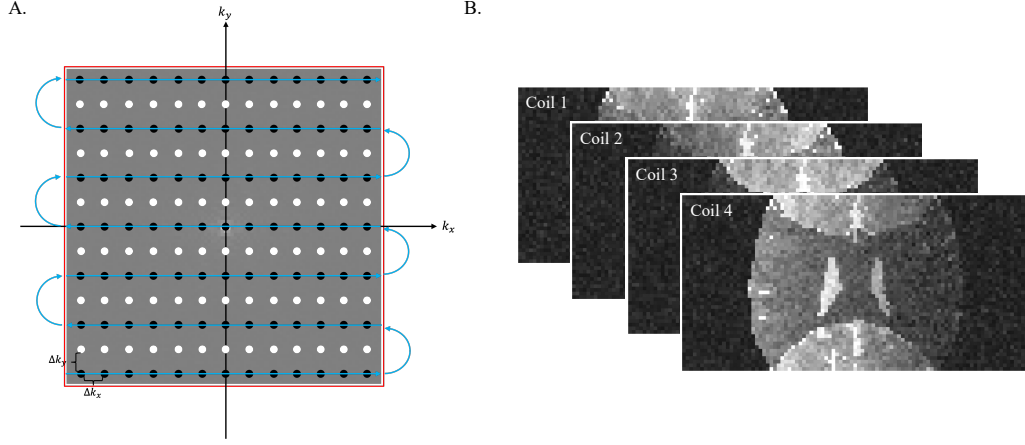 A.
B.
k_y
k_x
Δk_y
Δk_x
Coil 1
Coil 2
Coil 3
Coil 4